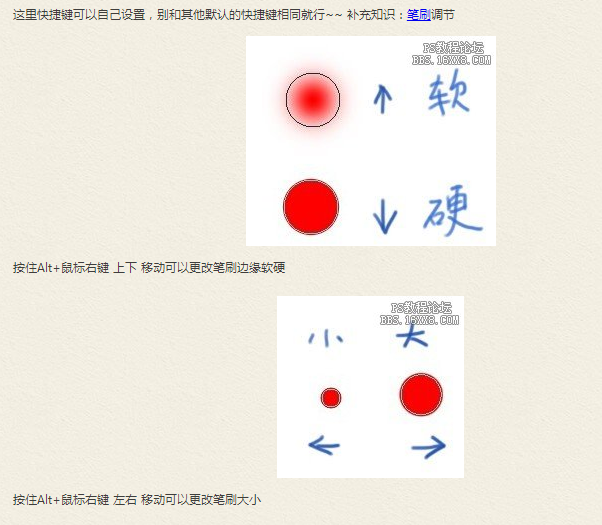 这里快捷键可以自己设置，别和其他默认的快捷键相同就行~~ 补充知识：笔刷调节
PS教程论坛
BBS.16XX8.COM
软
硬
按住Alt+鼠标右键 上下 移动可以更改笔刷边缘软硬
PS教程论坛
BBS.16XX8.COM
小 大
按住Alt+鼠标右键 左右 移动可以更改笔刷大小